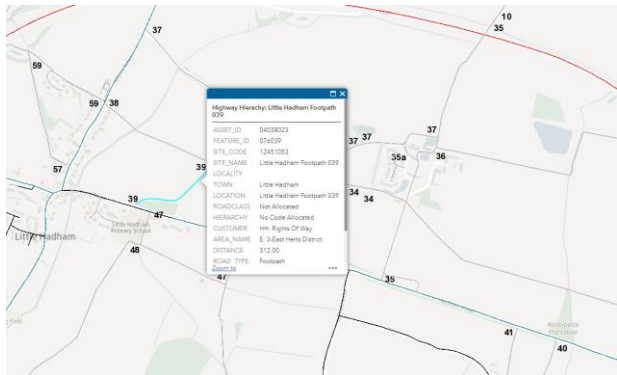 10
35
37
59
59
38
Highway Hierachy: Little Hadham Footpath
039
ASSET_ID 04038023
FEATURE_ID 076039
SITE_CODE 12451053
SITE_NAME Little Hadham Footpath 039
LOCALITY
TOWN Little Hadham
LOCATION Little Hadham Footpath 039
ROADCLASS Not Allocated
HIERARCHY No Code Allocated
CUSTOMER HH: Rights Of Way
AREA_NAME E: 3-East Herts District
DISTANCE 312.00
ROAD_TYPE Footpath
Zoom to
37
37
37
35a
36
57
39
39
34
34
47
Little Hadham
Primary School
Little Hadham
48
47
35
41
40
Plantation